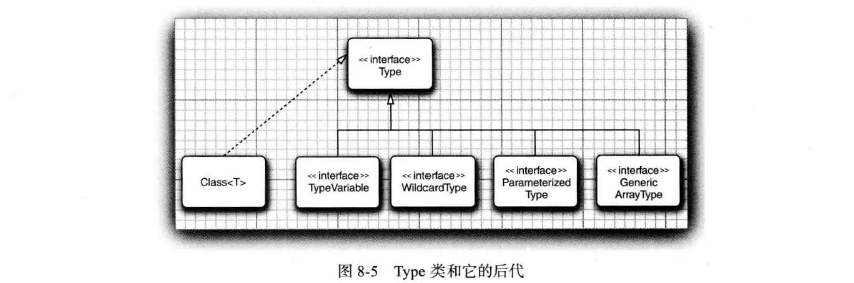 << interface>>
Type
Class<T>
<< interface>>
TypeVariable
<< interface>>
WildcardType
<< interface>>
Parameterized
Type
<< interface>>
Generic
ArrayType
图 8-5 Type 类和它的后代